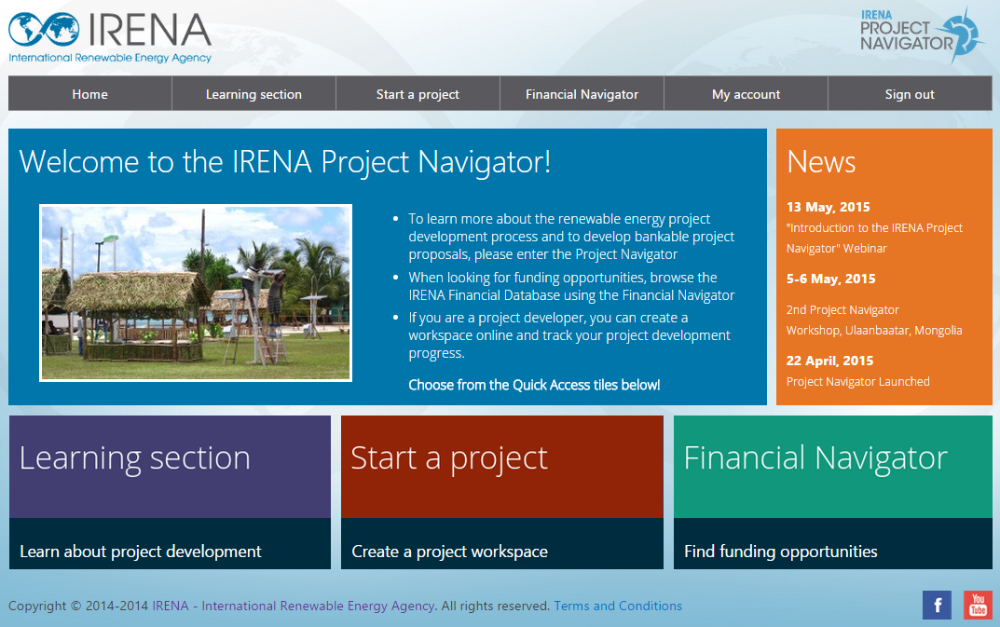 IRENA
International Renewable Energy Agency
IRENA
PROJECT
NAVIGATOR
Home
Learning section
Start a project
Financial Navigator
My account
Sign out
Welcome to the IRENA Project Navigator!
• To learn more about the renewable energy project
development process and to develop bankable project
proposals, please enter the Project Navigator
• When looking for funding opportunities, browse the
IRENA Financial Database using the Financial Navigator
• If you are a project developer, you can create a
workspace online and track your project development
progress.
Choose from the Quick Access tiles below!
News
13 May, 2015
"Introduction to the IRENA Project
Navigator" Webinar
5-6 May, 2015
2nd Project Navigator
Workshop, Ulaanbaatar, Mongolia
22 April, 2015
Project Navigator Launched
Learning section
Learn about project development
Start a project
Create a project workspace
Financial Navigator
Find funding opportunities
Copyright © 2014-2014 IRENA - International Renewable Energy Agency. All rights reserved. Terms and Conditions
f
You
Tube